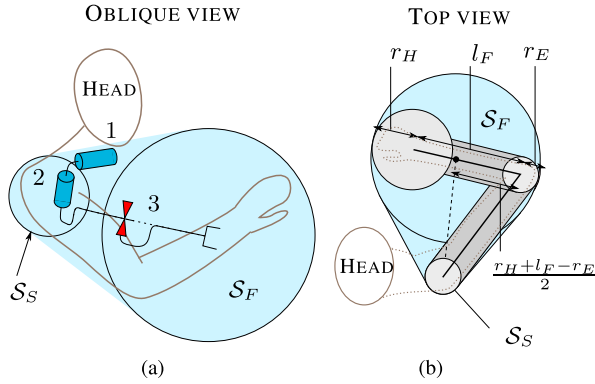 OBLIQUE VIEW
TOP VIEW
r_H
l_F
r_E
HEAD
1
S_F
2
3
S_S
S_F
HEAD
\frac{r_H+l_F-r_E}{2}
S_S
(a)
(b)